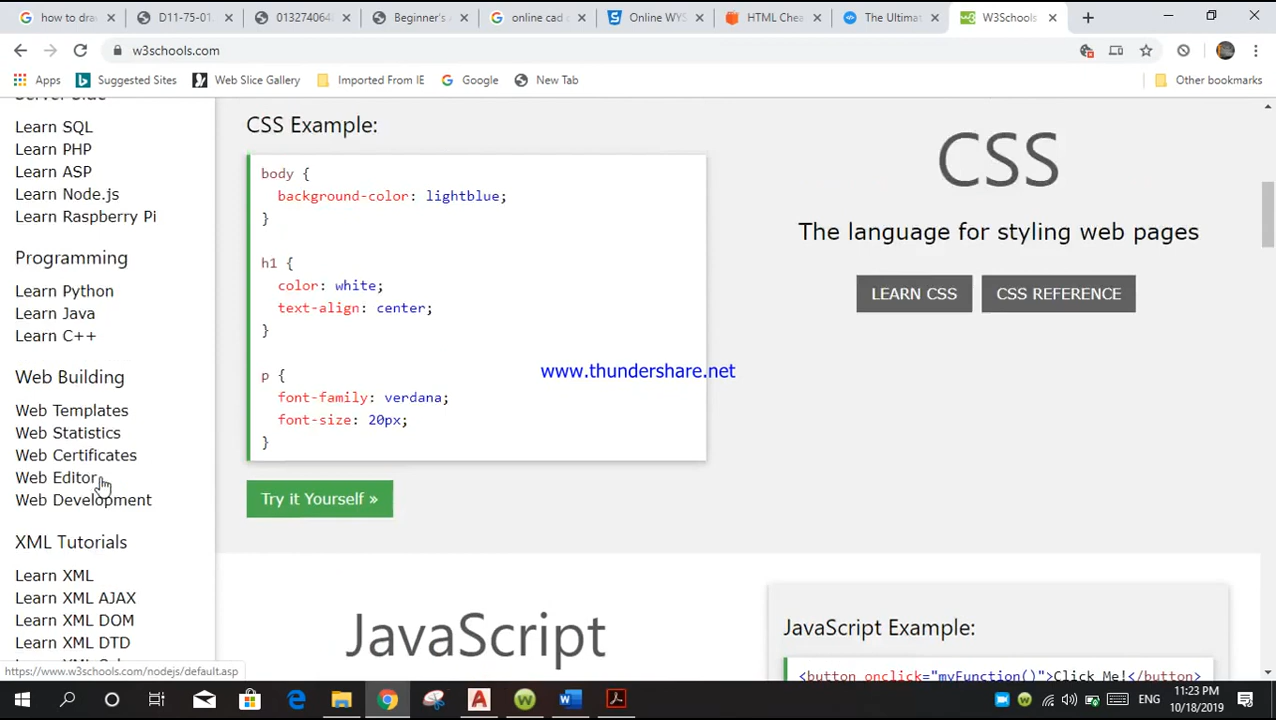 how to dra
D11-75-01.
013274064
Beginner's
online cad
Online WYS
HTML Chea
The Ultima
W3Schools
w3schools.com
Apps
Suggested Sites
Web Slice Gallery
Imported From IE
Google
New Tab
Other bookmarks
Learn SQL
Learn PHP
Learn ASP
Learn Node.js
Learn Raspberry Pi
Programming
Learn Python
Learn Java
Learn C++
Web Building
Web Templates
Web Statistics
Web Certificates
Web Editor
Web Development
XML Tutorials
Learn XML
Learn XML AJAX
Learn XML DOM
Learn XML DTD
https://www.w3schools.com/nodejs/default.asp
CSS Example:
body {
background-color: lightblue;
}
h1 {
color: white;
text-align: center;
}
p {
font-family: verdana;
font-size: 20px;
}
Try it Yourself »
CSS
The language for styling web pages
LEARN CSS
CSS REFERENCE
www.thundershare.net
JavaScript
JavaScript Example:
<button onclick="myFunction()">Click Me!</button>
ENG
11:23 PM
10/18/2019